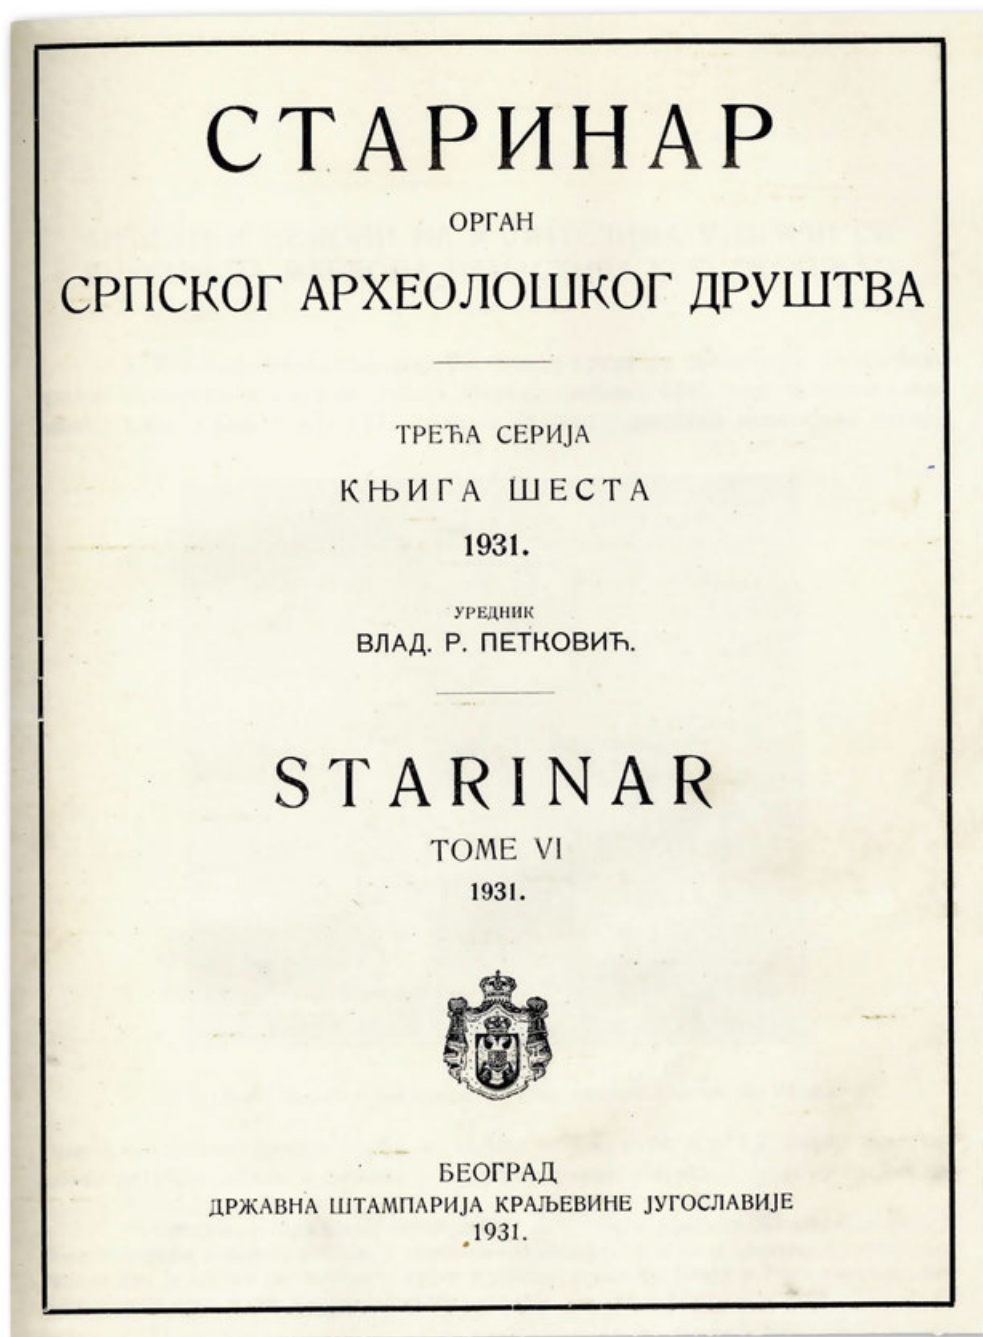 СТАРИНАР
ОРГАН
СРПСКОГ АРХЕОЛОШКОГ ДРУШТВА
ТРЕЋА СЕРИЈА
КЊИГА ШЕСТА
1931.
УРЕДНИК
ВЛАД. Р. ПЕТКОВИЋ.
STARINAR
TOME VI
1931.
БЕОГРАД
ДРЖАВНА ШТАМПАРИЈА КРАЉЕВИНЕ ЈУГОСЛАВИЈЕ
1931.